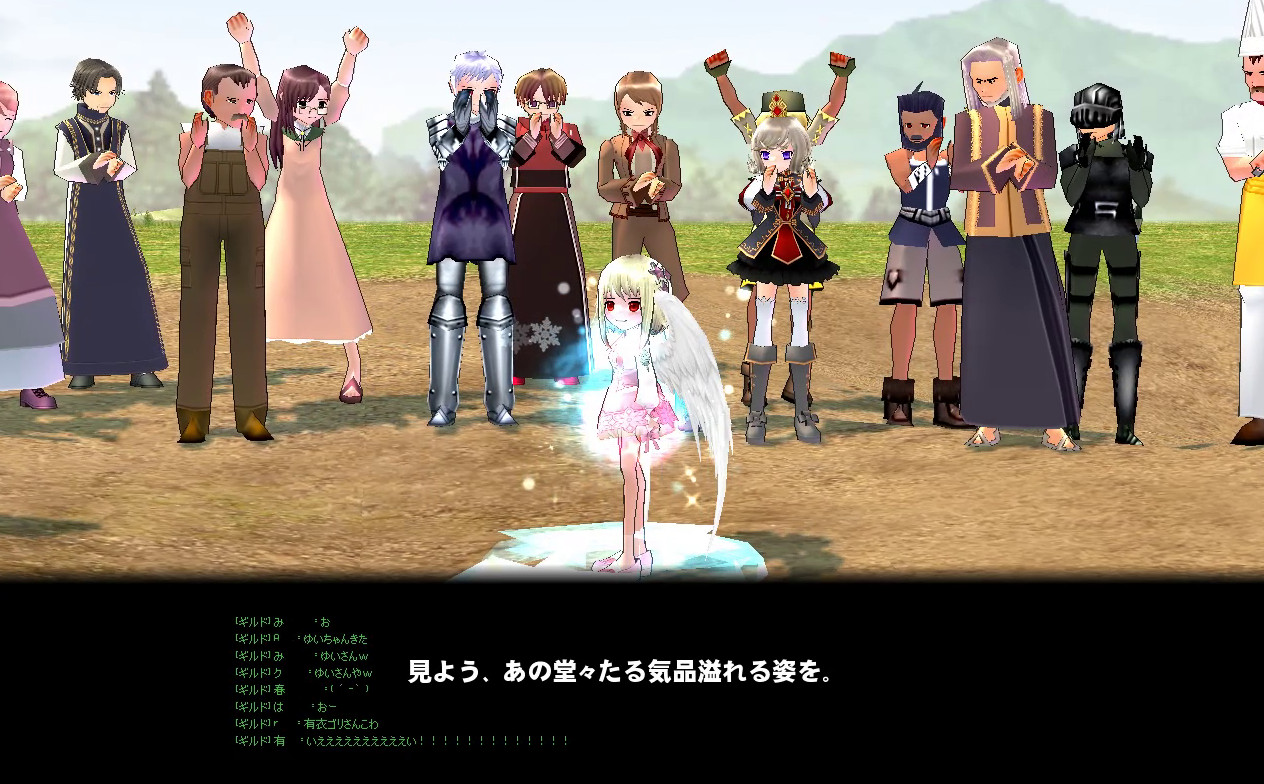 [ギルド]み　　：お
[ギルド]A　：ゆいちゃんきた
[ギルド]み　　：ゆいさんｗ
[ギルド]ク　　：ゆいさんやｗ
[ギルド]春　　：(´-`)
[ギルド]は　　：おー
[ギルド]r　：有衣ゴリさんこわ
[ギルド]有　：いえええええええええい！！！！！！！！！！！！！
見よう、あの堂々たる気品溢れる姿を。